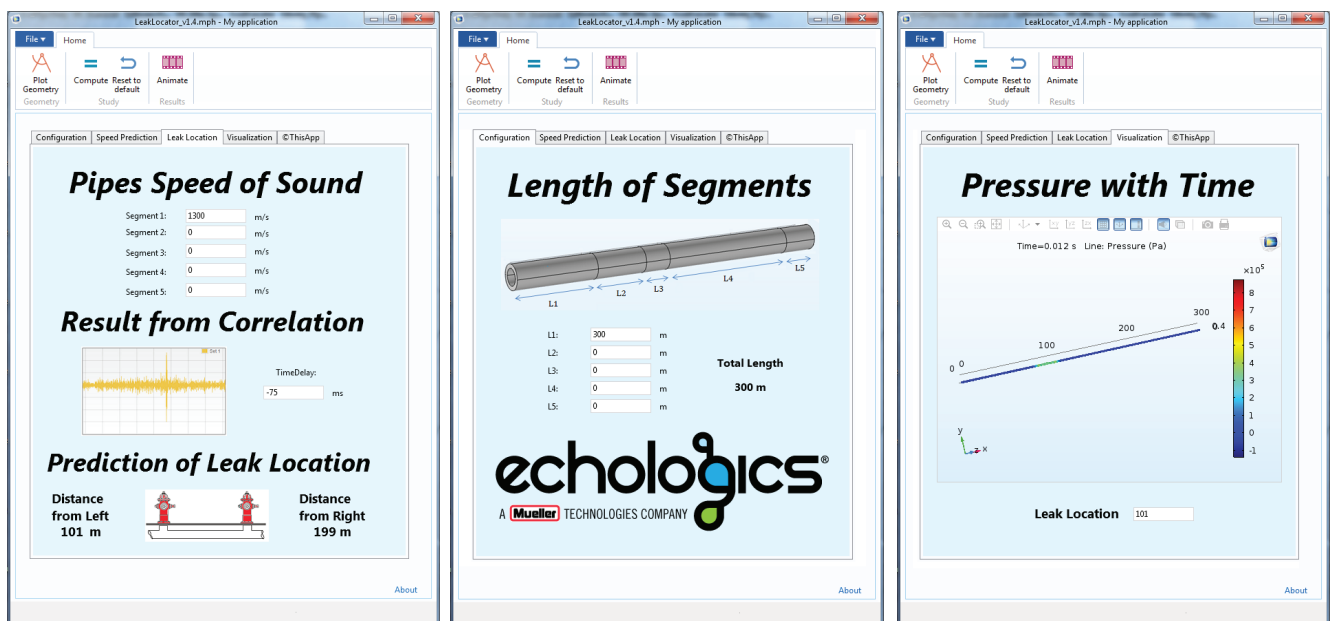 LeakLocator_v1.4.mph - My application
File Home
Plot Geometry
Compute
Reset to default
Animate
Geometry Study Results
Configuration Speed Prediction Leak Location Visualization ©ThisApp
Pipes Speed of Sound
Segment 1: 1300 m/s
Segment 2: 0 m/s
Segment 3: 0 m/s
Segment 4: 0 m/s
Segment 5: 0 m/s
Result from Correlation
TimeDelay:
-75 ms
Prediction of Leak Location
Distance from Left 101 m
Distance from Right 199 m
About
LeakLocator_v1.4.mph - My application
File Home
Plot Geometry
Compute
Reset to default
Animate
Geometry Study Results
Configuration Speed Prediction Leak Location Visualization ©ThisApp
Length of Segments
L1 L2 L3 L4 L5
L1: 300 m
L2: 0 m
L3: 0 m
L4: 0 m
L5: 0 m
Total Length
300 m
echologics®
A Mueller TECHNOLOGIES COMPANY
About
LeakLocator_v1.4.mph - My application
File Home
Plot Geometry
Compute
Reset to default
Animate
Geometry Study Results
Configuration Speed Prediction Leak Location Visualization ©ThisApp
Pressure with Time
Time=0.012 s Line: Pressure (Pa)
×10⁵
8
7
6
5
4
3
2
1
0
-1
0 0 100 200 300
y
z x
Leak Location 101
About